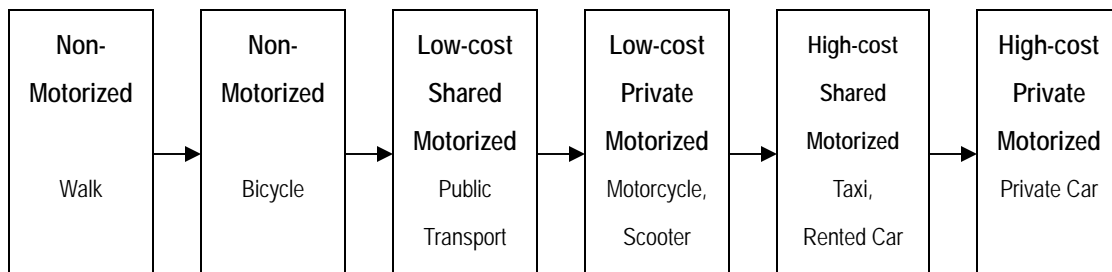 Non-
Motorized
Walk
Non-
Motorized
Bicycle
Low-cost
Shared
Motorized
Public
Transport
Low-cost
Private
Motorized
Motorcycle,
Scooter
High-cost
Shared
Motorized
Taxi,
Rented Car
High-cost
Private
Motorized
Private Car